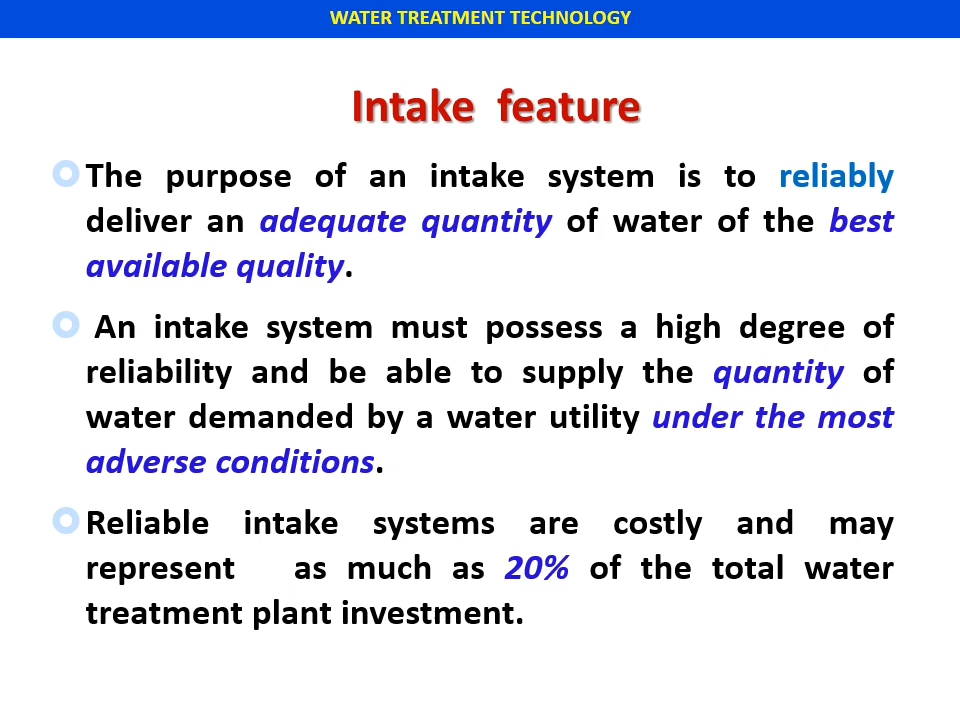 WATER TREATMENT TECHNOLOGY
Intake feature
The purpose of an intake system is to reliably
deliver an adequate quantity of water of the best
available quality.
An intake system must possess a high degree of
reliability and be able to supply the quantity of
water demanded by a water utility under the most
adverse conditions.
Reliable intake systems are costly and may
represent as much as 20% of the total water
treatment plant investment.